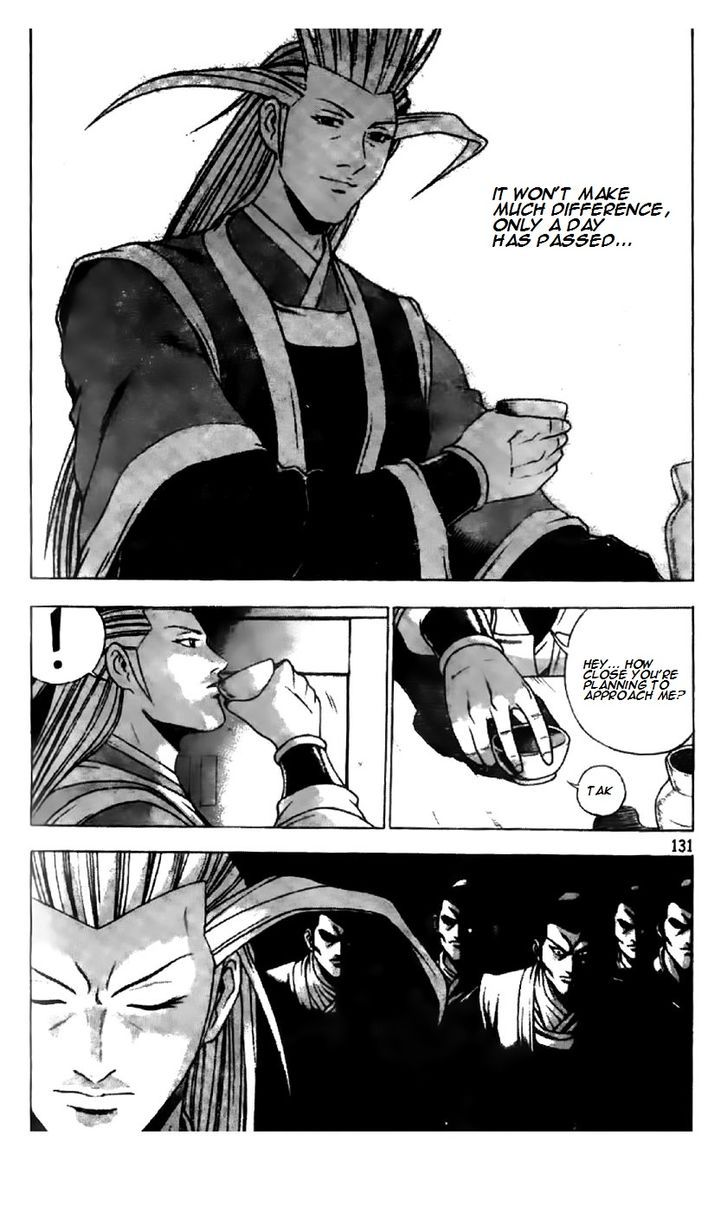 IT WON'T MAKE
MUCH DIFFERENCE,
ONLY A DAY
HAS PASSED...
!
HEY... HOW
CLOSE YOU'RE
PLANNING TO
APPROACH ME?
TAK
131